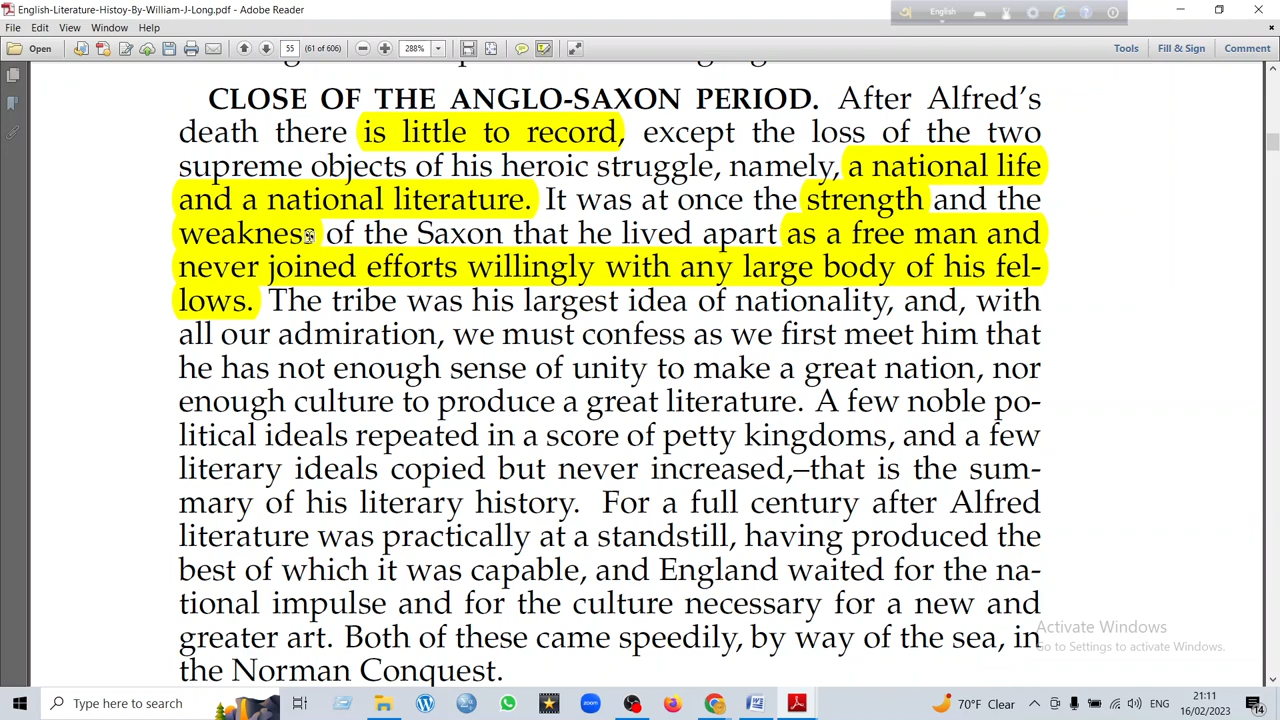 English-Literature-Histoy-By-William-J-Long.pdf - Adobe Reader
English
File Edit View Window Help
Open 55 (61 of 606) 288% Tools Fill & Sign Comment
CLOSE OF THE ANGLO-SAXON PERIOD. After Alfred's
death there is little to record, except the loss of the two
supreme objects of his heroic struggle, namely, a national life
and a national literature. It was at once the strength and the
weakness of the Saxon that he lived apart as a free man and
never joined efforts willingly with any large body of his fel-
lows. The tribe was his largest idea of nationality, and, with
all our admiration, we must confess as we first meet him that
he has not enough sense of unity to make a great nation, nor
enough culture to produce a great literature. A few noble po-
litical ideals repeated in a score of petty kingdoms, and a few
literary ideals copied but never increased,–that is the sum-
mary of his literary history. For a full century after Alfred
literature was practically at a standstill, having produced the
best of which it was capable, and England waited for the na-
tional impulse and for the culture necessary for a new and
greater art. Both of these came speedily, by way of the sea, in
the Norman Conquest.
Activate Windows
Go to Settings to activate Windows.
Type here to search
zoom
70°F Clear
ENG
21:11
16/02/2023
14